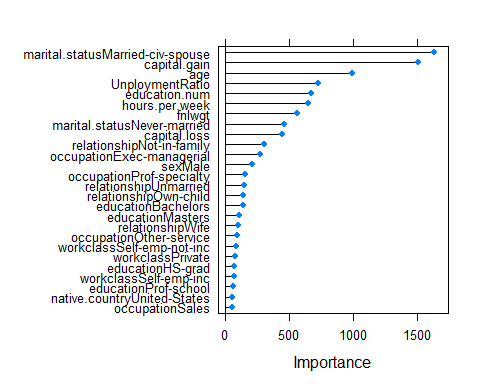 marital.statusMarried-civ-spouse
capital.gain
age
UnploymentRatio
education.num
hours.per.week
fnlwgt
marital.statusNever-married
capital.loss
relationshipNot-in-family
occupationExec-managerial
sexMale
occupationProf-specialty
relationshipUnmarried
relationshipOwn-child
educationBachelors
educationMasters
relationshipWife
occupationOther-service
workclassSelf-emp-not-inc
workclassPrivate
educationHS-grad
workclassSelf-emp-inc
educationProf-school
native.countryUnited-States
occupationSales
0 500 1000 1500
Importance